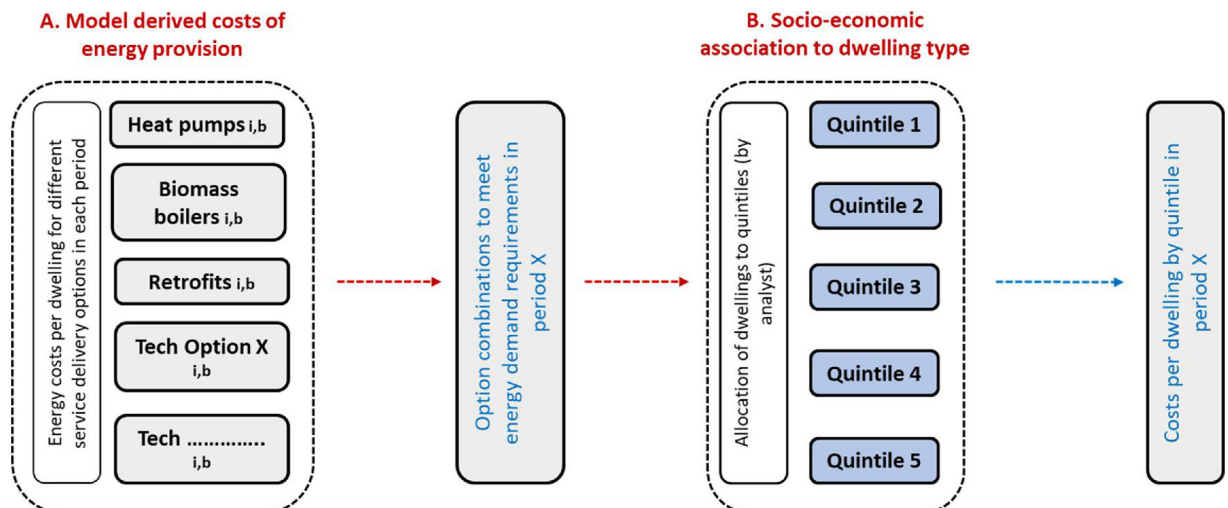 A. Model derived costs of
energy provision
Energy costs per dwelling for different
service delivery options in each period
Heat pumps i,b
Biomass
boilers i,b
Retrofits i,b
Tech Option X
i,b
Tech …………..
i,b
Option combinations to meet
energy demand requirements in
period X
B. Socio-economic
association to dwelling type
Allocation of dwellings to quintiles (by
analyst)
Quintile 1
Quintile 2
Quintile 3
Quintile 4
Quintile 5
Costs per dwelling by quintile in
period X